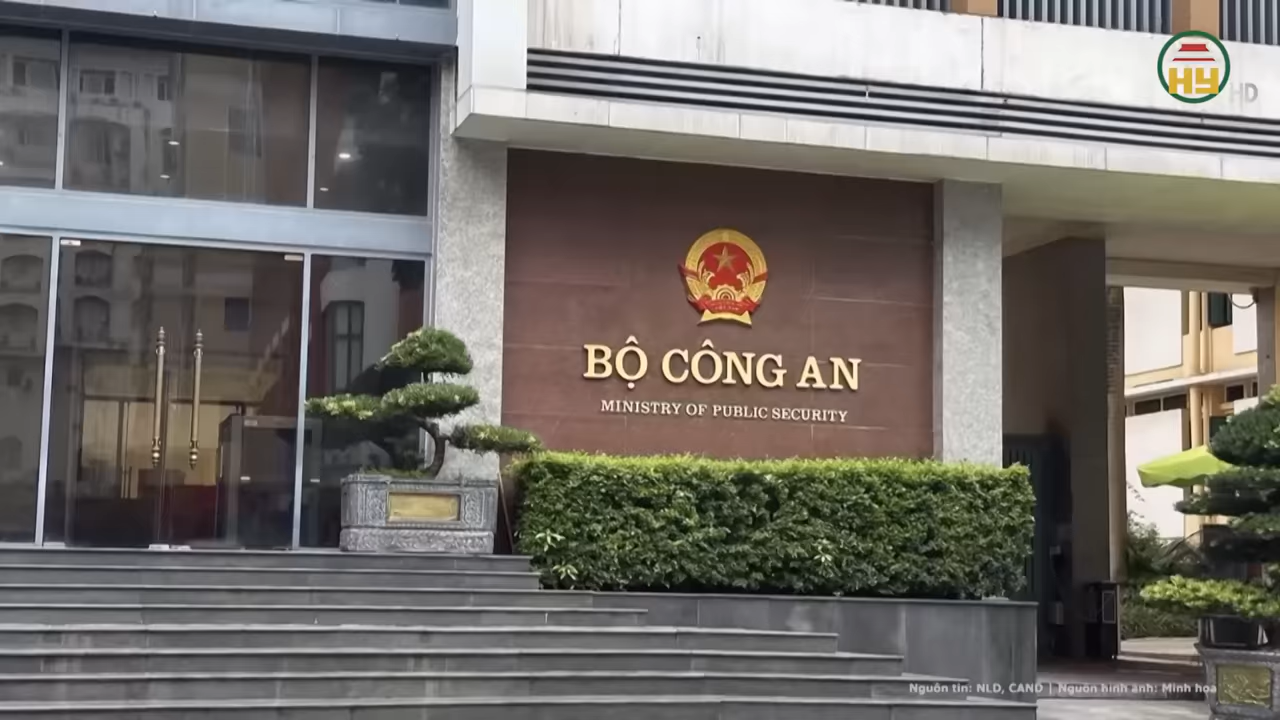 HY
HD
BỘ CÔNG AN
MINISTRY OF PUBLIC SECURITY
Nguồn tin: NLD, CAND | Nguồn hình ảnh: Minh họa